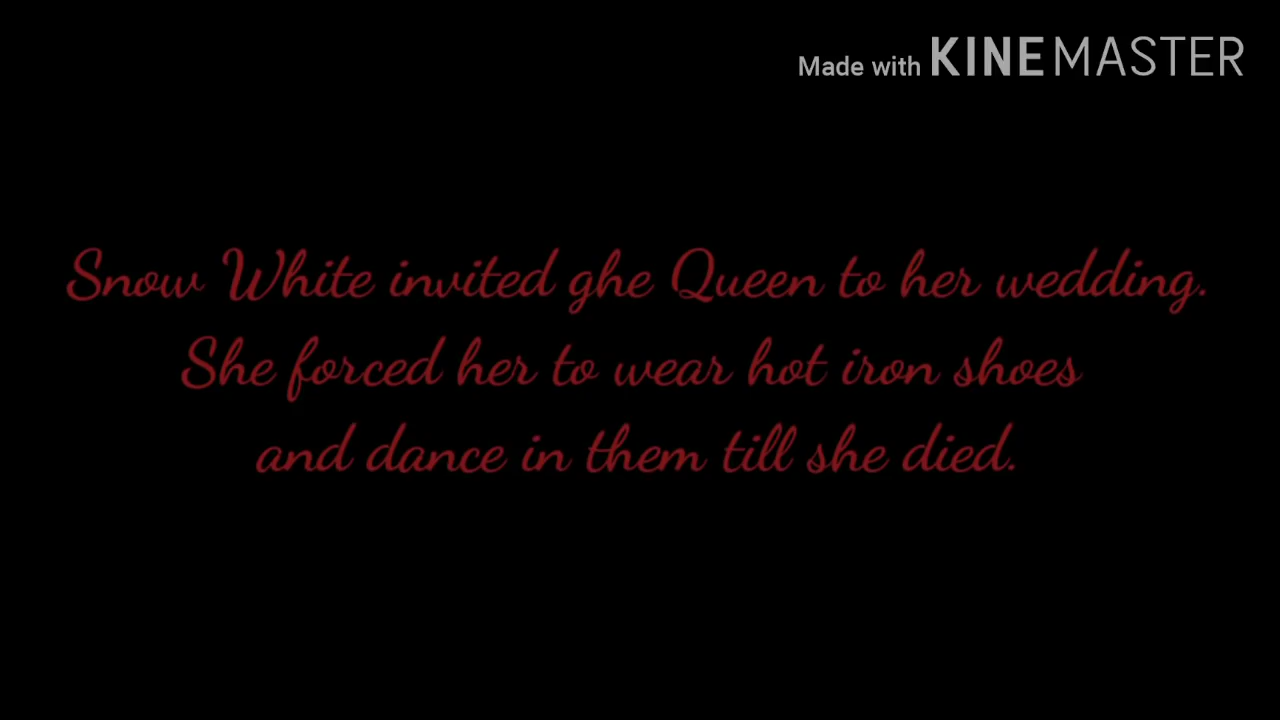 Made with KINEMASTER
Snow White invited ghe Queen to her wedding.
She forced her to wear hot iron shoes
and dance in them till she died.